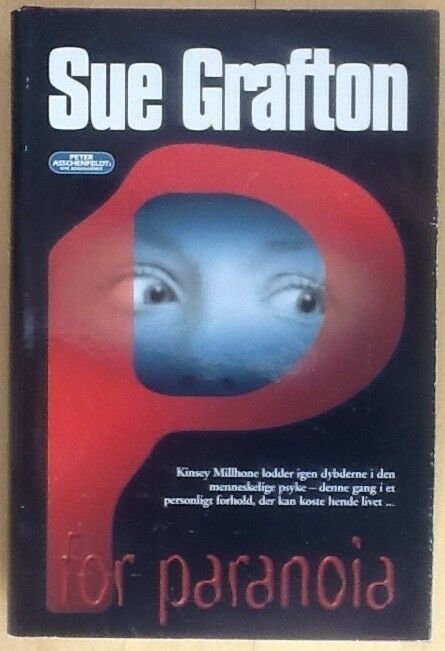 Sue Grafton
PETER
ASSCHENFELDTs
P
Kinsey Millhone lodder igen dybderne i den
menneskelige psyke – denne gang i et
personligt forhold, der kan koste hende livet ...
for paranoia